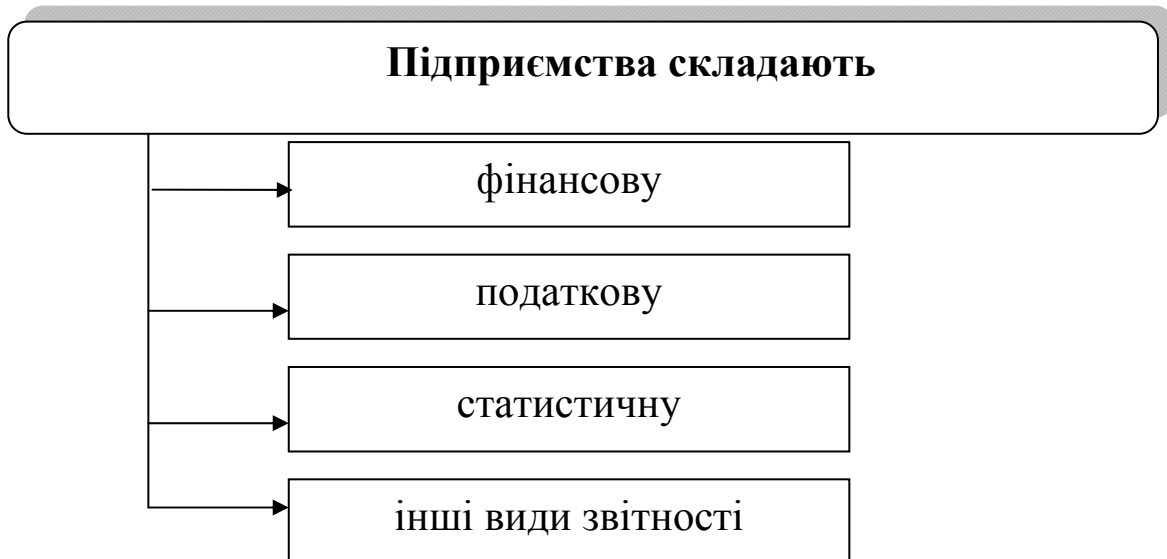 Підприємства складають
фінансову
податкову
статистичну
інші види звітності